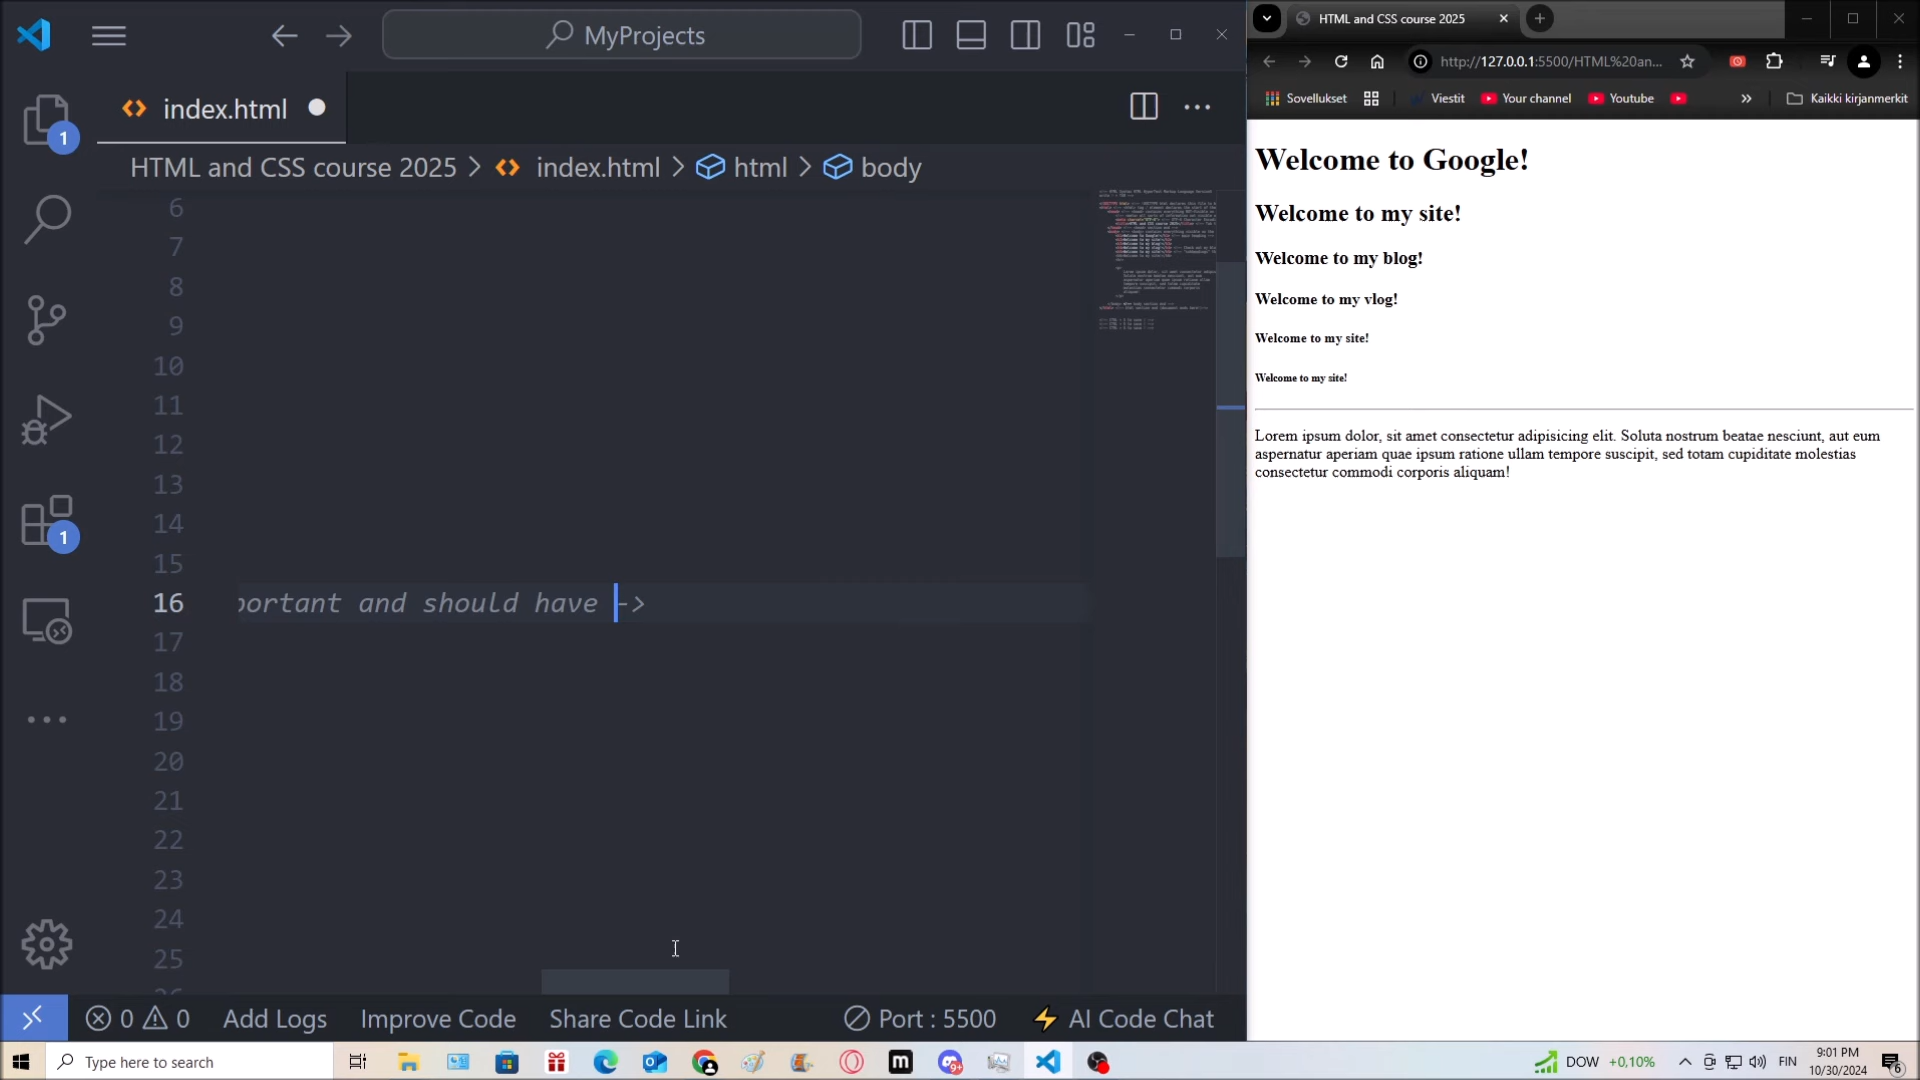 MyProjects
index.html
HTML and CSS course 2025 > index.html > html > body
6
7
8
9
10
11
12
13
14
15
16 portant and should have ->
17
18
19
20
21
22
23
24
25
1
1
0 0 Add Logs Improve Code Share Code Link Port : 5500 AI Code Chat
HTML and CSS course 2025
http://127.0.0.1:5500/HTML%20an...
Sovellukset Viestit Your channel Youtube » Kaikki kirjanmerkit
Welcome to Google!
Welcome to my site!
Welcome to my blog!
Welcome to my vlog!
Welcome to my site!
Welcome to my site!
Lorem ipsum dolor, sit amet consectetur adipisicing elit. Soluta nostrum beatae nesciunt, aut eum
aspernatur aperiam quae ipsum ratione ullam tempore suscipit, sed totam cupiditate molestias
consectetur commodi corporis aliquam!
Type here to search
m
9+
DOW +0,10%
FIN
9:01 PM
10/30/2024
6